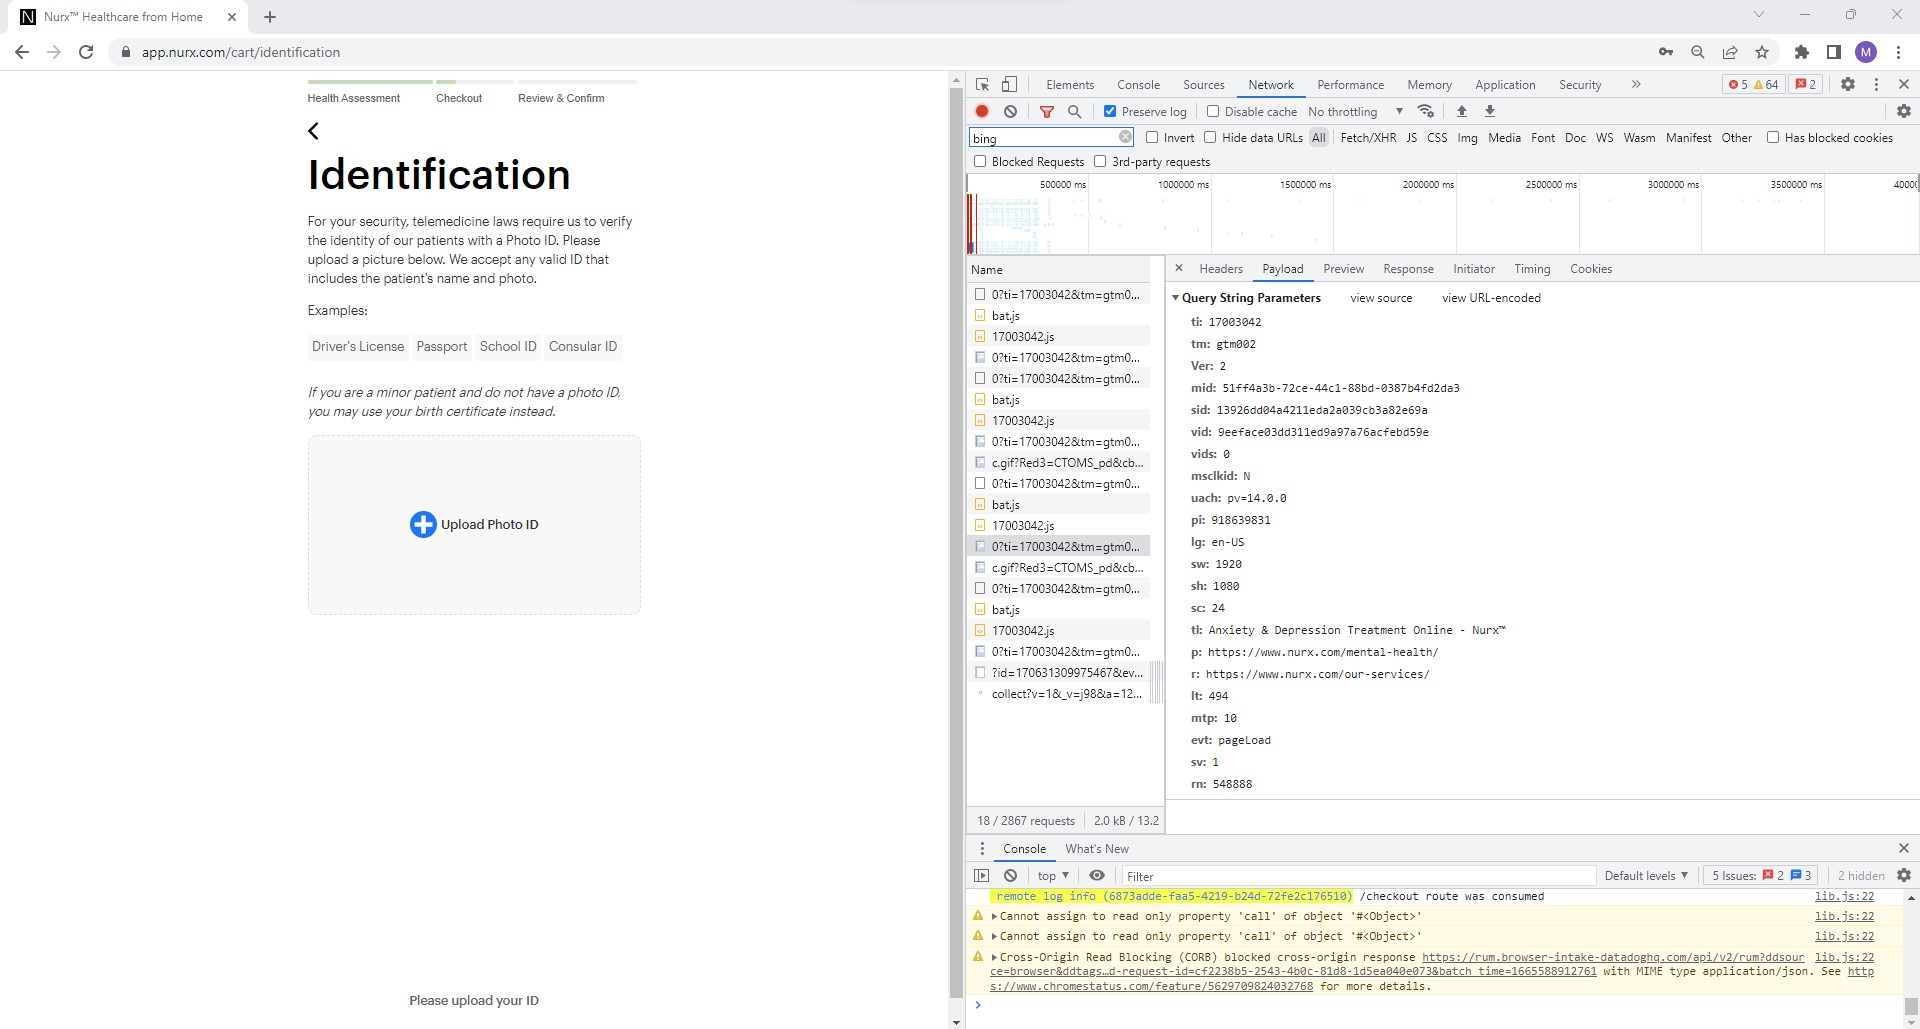 Nurx™ Healthcare from Home
app.nurx.com/cart/identification
M
Health Assessment
Checkout
Review & Confirm
Identification
For your security, telemedicine laws require us to verify
the identity of our patients with a Photo ID. Please
upload a picture below. We accept any valid ID that
includes the patient's name and photo.
Examples:
Driver's License Passport School ID Consular ID
If you are a minor patient and do not have a photo ID,
you may use your birth certificate instead.
Upload Photo ID
Please upload your ID
Elements Console Sources Network Performance Memory Application Security » 5 64 2
Preserve log Disable cache No throttling
bing Invert Hide data URLs All Fetch/XHR JS CSS Img Media Font Doc WS Wasm Manifest Other Has blocked cookies
Blocked Requests 3rd-party requests
500000 ms 1000000 ms 1500000 ms 2000000 ms 2500000 ms 3000000 ms 3500000 ms 4000
Name
0?ti=17003042&tm=gtm0...
bat.js
17003042.js
0?ti=17003042&tm=gtm0...
0?ti=17003042&tm=gtm0...
bat.js
17003042.js
0?ti=17003042&tm=gtm0...
c.gif?Red3=CTOMS_pd&cb...
0?ti=17003042&tm=gtm0...
bat.js
17003042.js
0?ti=17003042&tm=gtm0...
c.gif?Red3=CTOMS_pd&cb...
0?ti=17003042&tm=gtm0...
bat.js
17003042.js
0?ti=17003042&tm=gtm0...
?id=170631309975467&ev...
collect?v=1&_v=j98&a=12...
18 / 2867 requests 2.0 kB / 13.2
Headers Payload Preview Response Initiator Timing Cookies
Query String Parameters view source view URL-encoded
ti: 17003042
tm: gtm002
Ver: 2
mid: 51ff4a3b-72ce-44c1-88bd-0387b4fd2da3
sid: 13926dd04a4211eda2a039cb3a82e69a
vid: 9eeface03dd311ed9a97a76acfebd59e
vids: 0
msclkid: N
uach: pv=14.0.0
pi: 918639831
lg: en-US
sw: 1920
sh: 1080
sc: 24
tl: Anxiety & Depression Treatment Online - Nurx™
p: https://www.nurx.com/mental-health/
r: https://www.nurx.com/our-services/
lt: 494
mtp: 10
evt: pageLoad
sv: 1
rn: 548888
Console What's New
top Filter Default levels 5 Issues: 2 3 2 hidden
remote log info (6873adde-faa5-4219-b24d-72fe2c176510) /checkout route was consumed lib.js:22
Cannot assign to read only property 'call' of object '#<Object>' lib.js:22
Cannot assign to read only property 'call' of object '#<Object>' lib.js:22
Cross-Origin Read Blocking (CORB) blocked cross-origin response https://rum.browser-intake-datadoghq.com/api/v2/rum?ddsour lib.js:22
ce=browser&ddtags…d-request-id=cf2238b5-2543-4b0c-81d8-1d5ea040e073&batch_time=1665588912761 with MIME type application/json. See http
s://www.chromestatus.com/feature/5629709824032768 for more details.